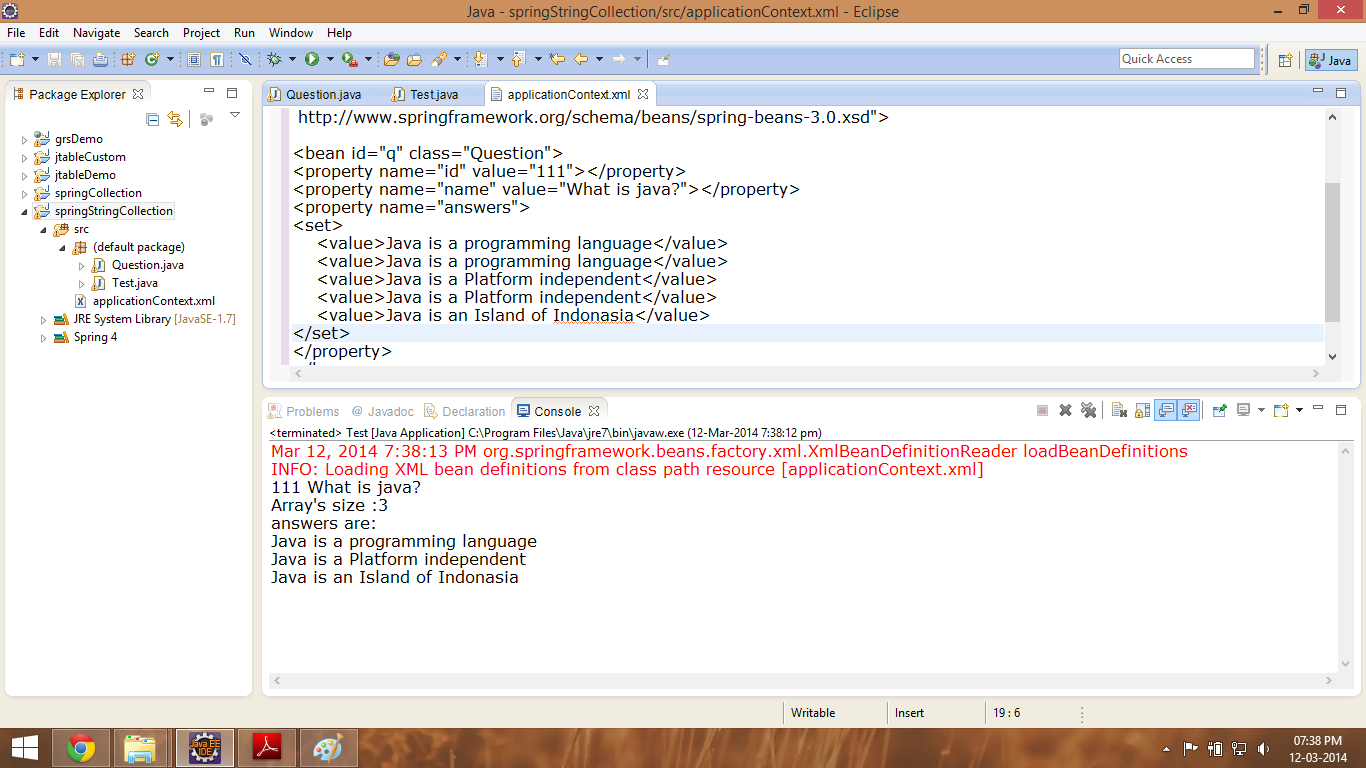 Java - springStringCollection/src/applicationContext.xml - Eclipse
File Edit Navigate Search Project Run Window Help
Quick Access
Java
Package Explorer
grsDemo
jtableCustom
jtableDemo
springCollection
springStringCollection
src
(default package)
Question.java
Test.java
applicationContext.xml
JRE System Library [JavaSE-1.7]
Spring 4
Question.java Test.java applicationContext.xml
http://www.springframework.org/schema/beans/spring-beans-3.0.xsd">
<bean id="q" class="Question">
<property name="id" value="111"></property>
<property name="name" value="What is java?"></property>
<property name="answers">
<set>
<value>Java is a programming language</value>
<value>Java is a programming language</value>
<value>Java is a Platform independent</value>
<value>Java is a Platform independent</value>
<value>Java is an Island of Indonasia</value>
</set>
</property>
Problems @ Javadoc Declaration Console
<terminated> Test [Java Application] C:\Program Files\Java\jre7\bin\javaw.exe (12-Mar-2014 7:38:12 pm)
Mar 12, 2014 7:38:13 PM org.springframework.beans.factory.xml.XmlBeanDefinitionReader loadBeanDefinitions
INFO: Loading XML bean definitions from class path resource [applicationContext.xml]
111 What is java?
Array's size :3
answers are:
Java is a programming language
Java is a Platform independent
Java is an Island of Indonasia
Writable Insert 19 : 6
Java EE
IDE
07:38 PM
12-03-2014